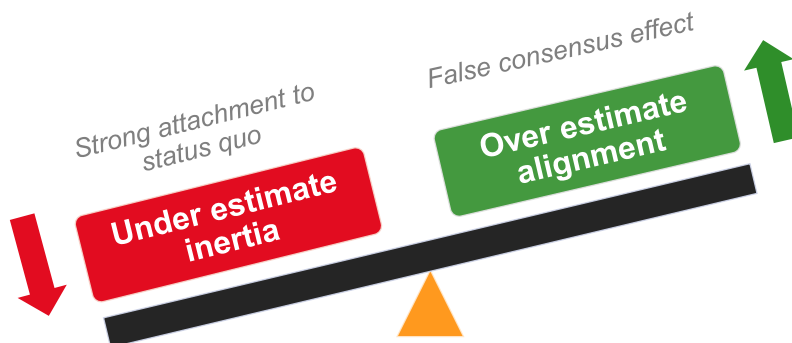 Strong attachment to
status quo
Under estimate
inertia
False consensus effect
Over estimate
alignment